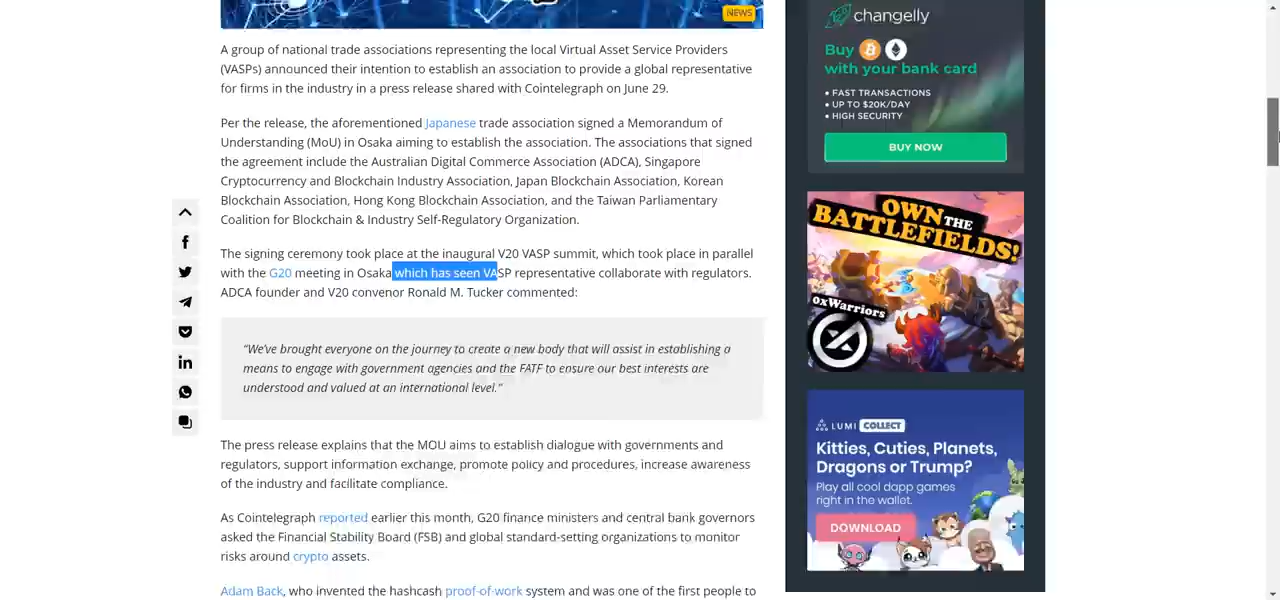 NEWS
A group of national trade associations representing the local Virtual Asset Service Providers
(VASPs) announced their intention to establish an association to provide a global representative
for firms in the industry in a press release shared with Cointelegraph on June 29.
Per the release, the aforementioned Japanese trade association signed a Memorandum of
Understanding (MoU) in Osaka aiming to establish the association. The associations that signed
the agreement include the Australian Digital Commerce Association (ADCA), Singapore
Cryptocurrency and Blockchain Industry Association, Japan Blockchain Association, Korean
Blockchain Association, Hong Kong Blockchain Association, and the Taiwan Parliamentary
Coalition for Blockchain & Industry Self-Regulatory Organization.
The signing ceremony took place at the inaugural V20 VASP summit, which took place in parallel
with the G20 meeting in Osaka which has seen VASP representative collaborate with regulators.
ADCA founder and V20 convenor Ronald M. Tucker commented:
“We’ve brought everyone on the journey to create a new body that will assist in establishing a
means to engage with government agencies and the FATF to ensure our best interests are
understood and valued at an international level.”
The press release explains that the MOU aims to establish dialogue with governments and
regulators, support information exchange, promote policy and procedures, increase awareness
of the industry and facilitate compliance.
As Cointelegraph reported earlier this month, G20 finance ministers and central bank governors
asked the Financial Stability Board (FSB) and global standard-setting organizations to monitor
risks around crypto assets.
Adam Back, who invented the hashcash proof-of-work system and was one of the first people to
changelly
Buy
with your bank card
• FAST TRANSACTIONS
• UP TO $20K/DAY
• HIGH SECURITY
BUY NOW
OWN THE
BATTLEFIELDS!
0xWarriors
LUMI COLLECT
Kitties, Cuties, Planets,
Dragons or Trump?
Play all cool dapp games
right in the wallet.
DOWNLOAD